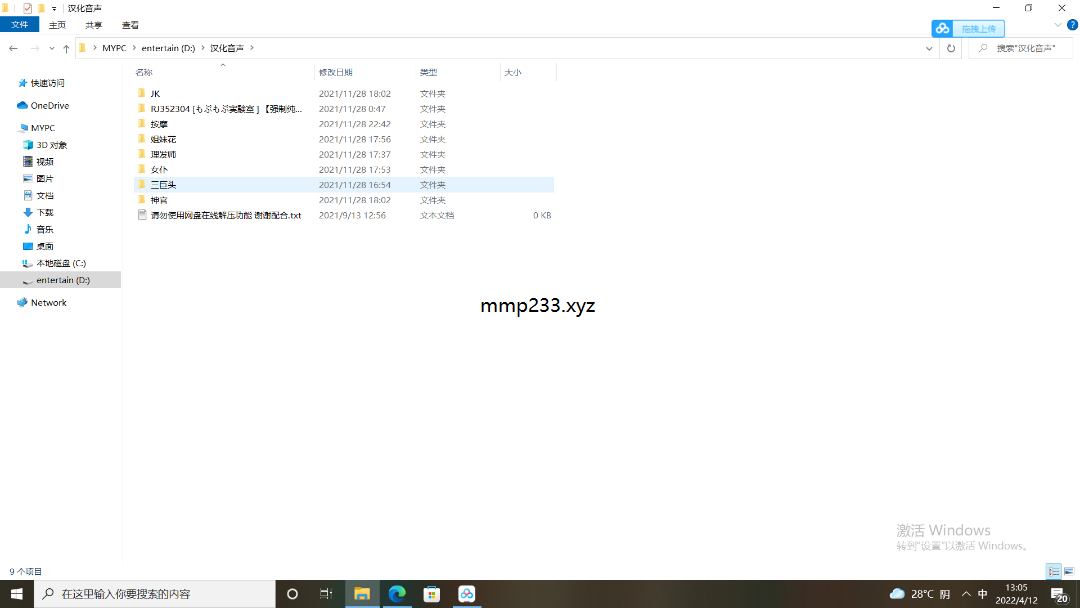 汉化音声
文件 主页 共享 查看
拖拽上传
MYPC entertain (D:) 汉化音声
搜索"汉化音声"
名称 修改日期 类型 大小
快速访问
OneDrive
MYPC
3D 对象
视频
图片
文档
下载
音乐
桌面
本地磁盘 (C:)
entertain (D:)
Network
JK 2021/11/28 18:02 文件夹
RJ352304 [もぷもぷ実験室] 【强制纯... 2021/11/28 0:47 文件夹
按摩 2021/11/28 22:42 文件夹
姐妹花 2021/11/28 17:56 文件夹
理发师 2021/11/28 17:37 文件夹
女仆 2021/11/28 17:53 文件夹
三巨头 2021/11/28 16:54 文件夹
神官 2021/11/28 18:02 文件夹
请勿使用网盘在线解压功能 谢谢配合.txt 2021/9/13 12:56 文本文档 0 KB
mmp233.xyz
激活 Windows
转到"设置"以激活 Windows。
9 个项目
在这里输入你要搜索的内容
28°C 阴 中 13:05
2022/4/12
20